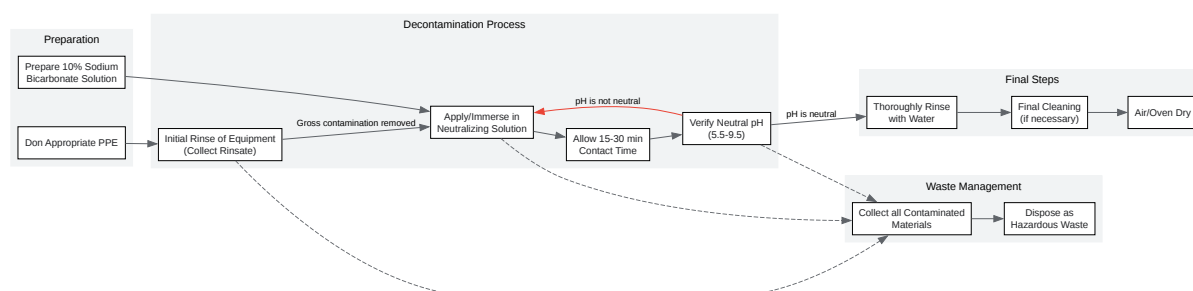 Decontamination Process
Preparation
Prepare 10% Sodium
Bicarbonate Solution
Don Appropriate PPE
Initial Rinse of Equipment
(Collect Rinsate)
Gross contamination removed
Apply/Immerse in
Neutralizing Solution
pH is not neutral
Allow 15-30 min
Contact Time
Verify Neutral pH
(5.5-9.5)
pH is neutral
Final Steps
Thoroughly Rinse
with Water
Final Cleaning
(if necessary)
Air/Oven Dry
Waste Management
Collect all Contaminated
Materials
Dispose as
Hazardous Waste